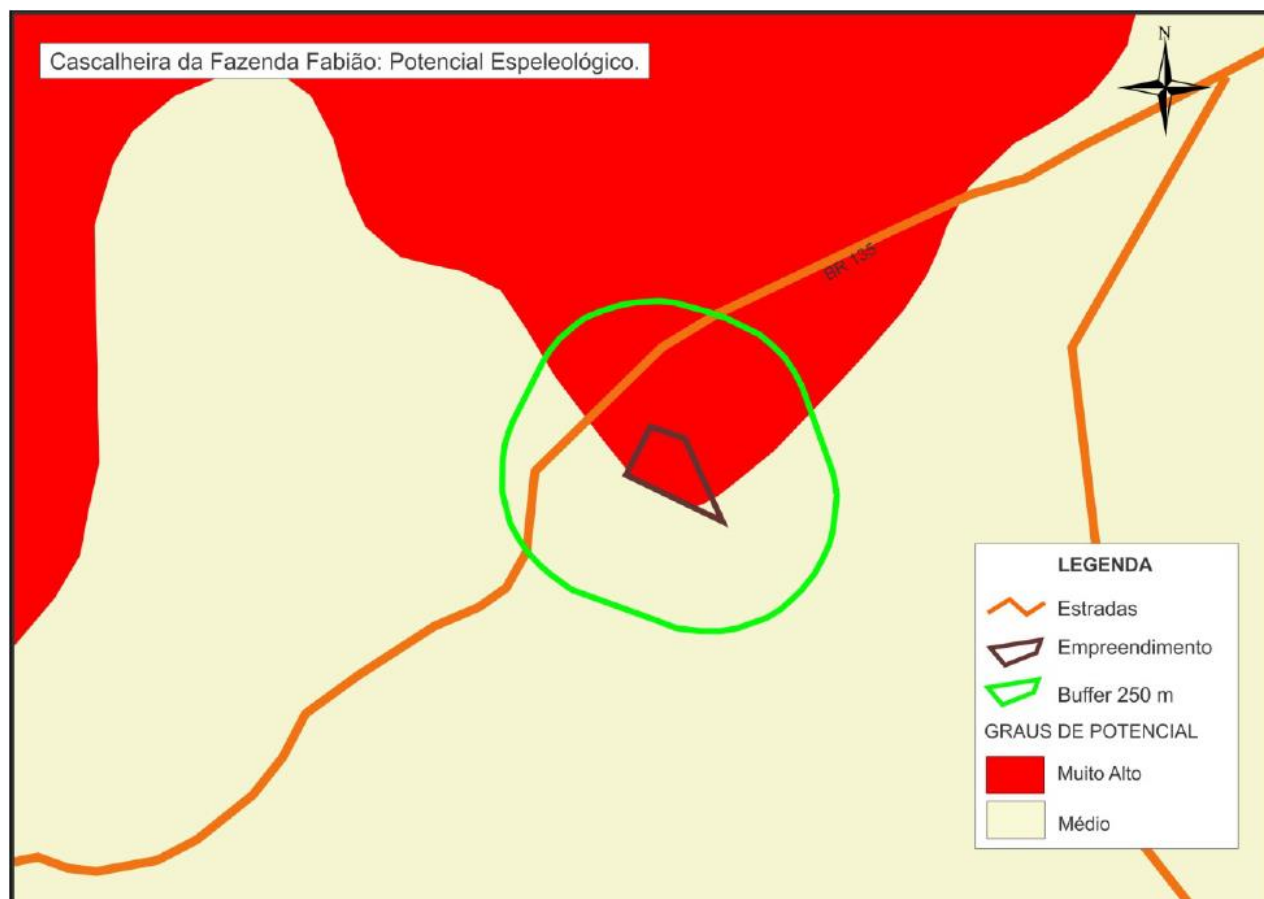 Cascalheira da Fazenda Fabião: Potencial Espeleológico.
N
BR 135
LEGENDA
Estradas
Empreendimento
Buffer 250 m
GRAUS DE POTENCIAL
Muito Alto
Médio